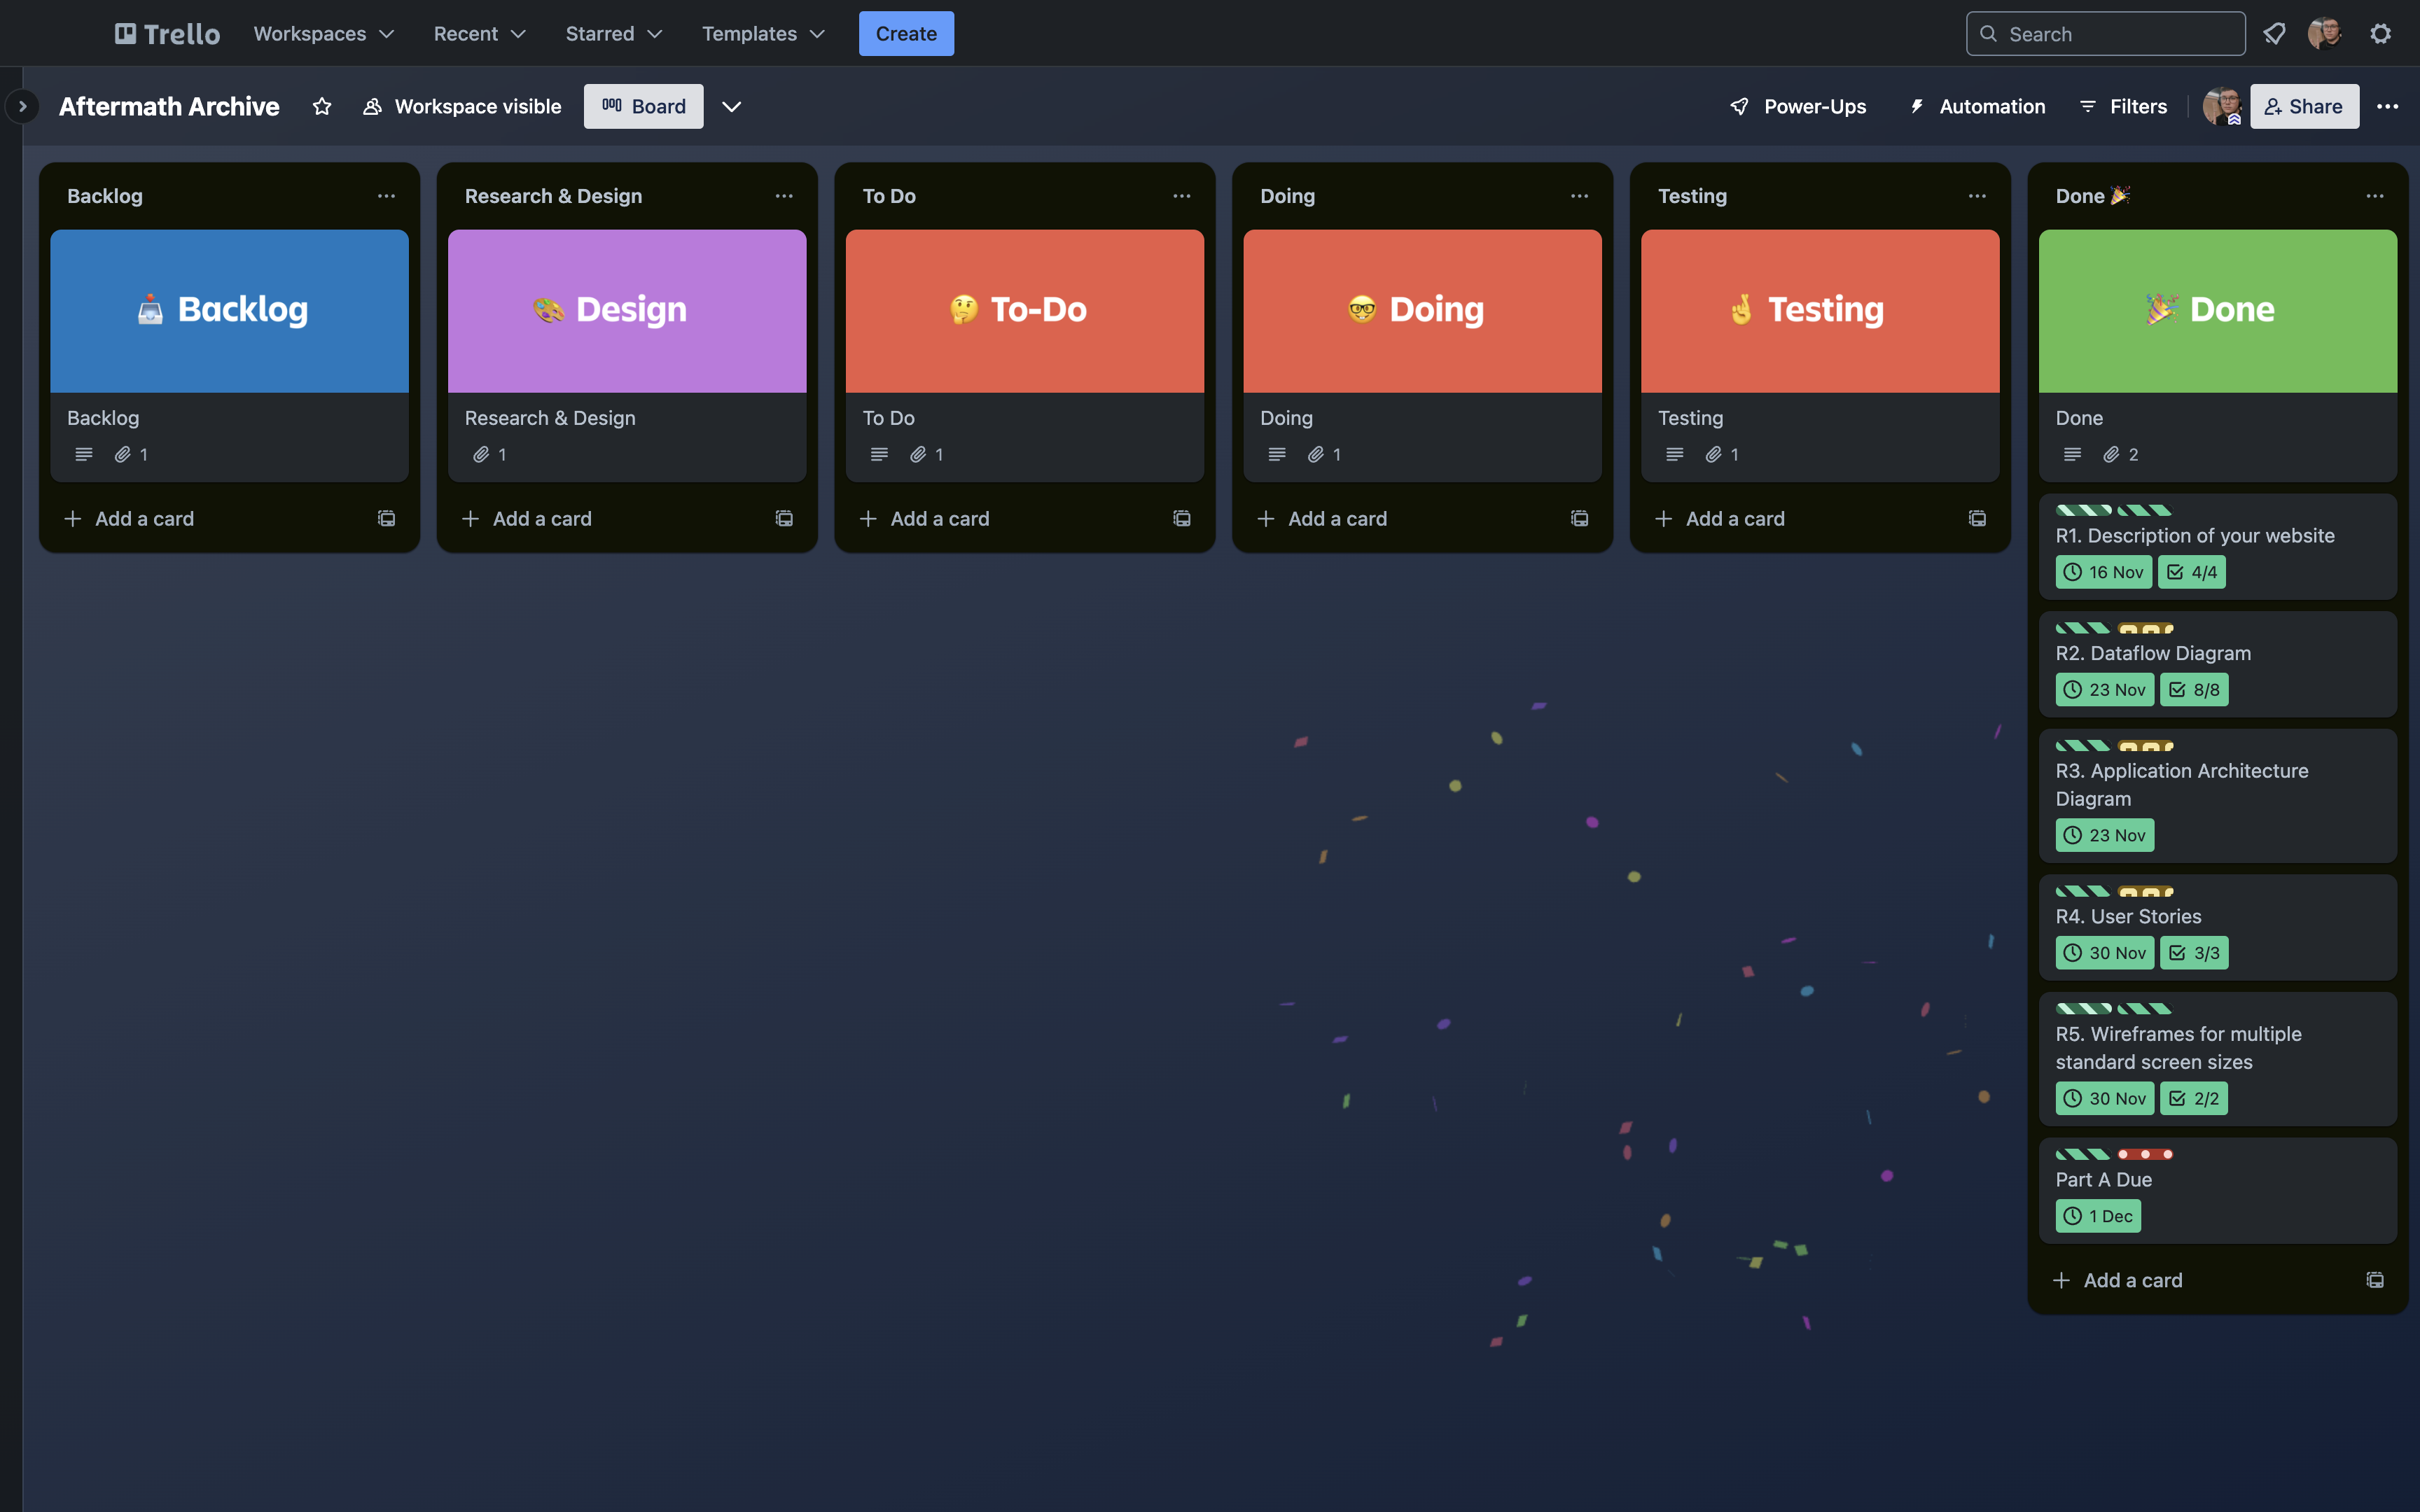 Trello
Workspaces
Recent
Starred
Templates
Create
Search
Aftermath Archive
Workspace visible
Board
Power-Ups
Automation
Filters
Share
Backlog
Backlog
Backlog
1
Add a card
Research & Design
Design
Research & Design
1
Add a card
To Do
To-Do
To Do
1
Add a card
Doing
Doing
Doing
1
Add a card
Testing
Testing
Testing
1
Add a card
Done
Done
Done
2
R1. Description of your website
16 Nov 4/4
R2. Dataflow Diagram
23 Nov 8/8
R3. Application Architecture
Diagram
23 Nov
R4. User Stories
30 Nov 3/3
R5. Wireframes for multiple
standard screen sizes
30 Nov 2/2
Part A Due
1 Dec
Add a card